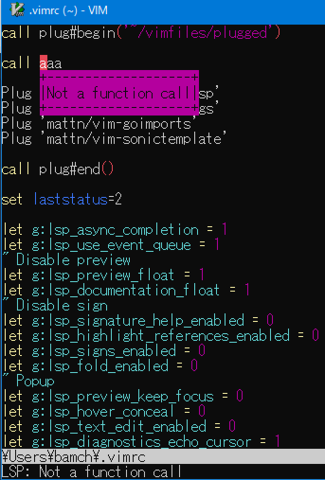 .vimrc (~) - VIM
call plug#begin('~/vimfiles/plugged')
call aaa
+--------------------+
Plug |Not a function call|sp'
Plug +--------------------+gs'
Plug 'mattn/vim-goimports'
Plug 'mattn/vim-sonictemplate'
call plug#end()
set laststatus=2
let g:lsp_async_completion = 1
let g:lsp_use_event_queue = 1
" Disable preview
let g:lsp_preview_float = 1
let g:lsp_documentation_float = 1
" Disable sign
let g:lsp_signature_help_enabled = 0
let g:lsp_highlight_references_enabled = 0
let g:lsp_signs_enabled = 0
let g:lsp_fold_enabled = 0
" Popup
let g:lsp_preview_keep_focus = 0
let g:lsp_hover_conceal = 0
let g:lsp_text_edit_enabled = 0
let g:lsp_diagnostics_echo_cursor = 1
¥Users¥bamch¥.vimrc
LSP: Not a function call